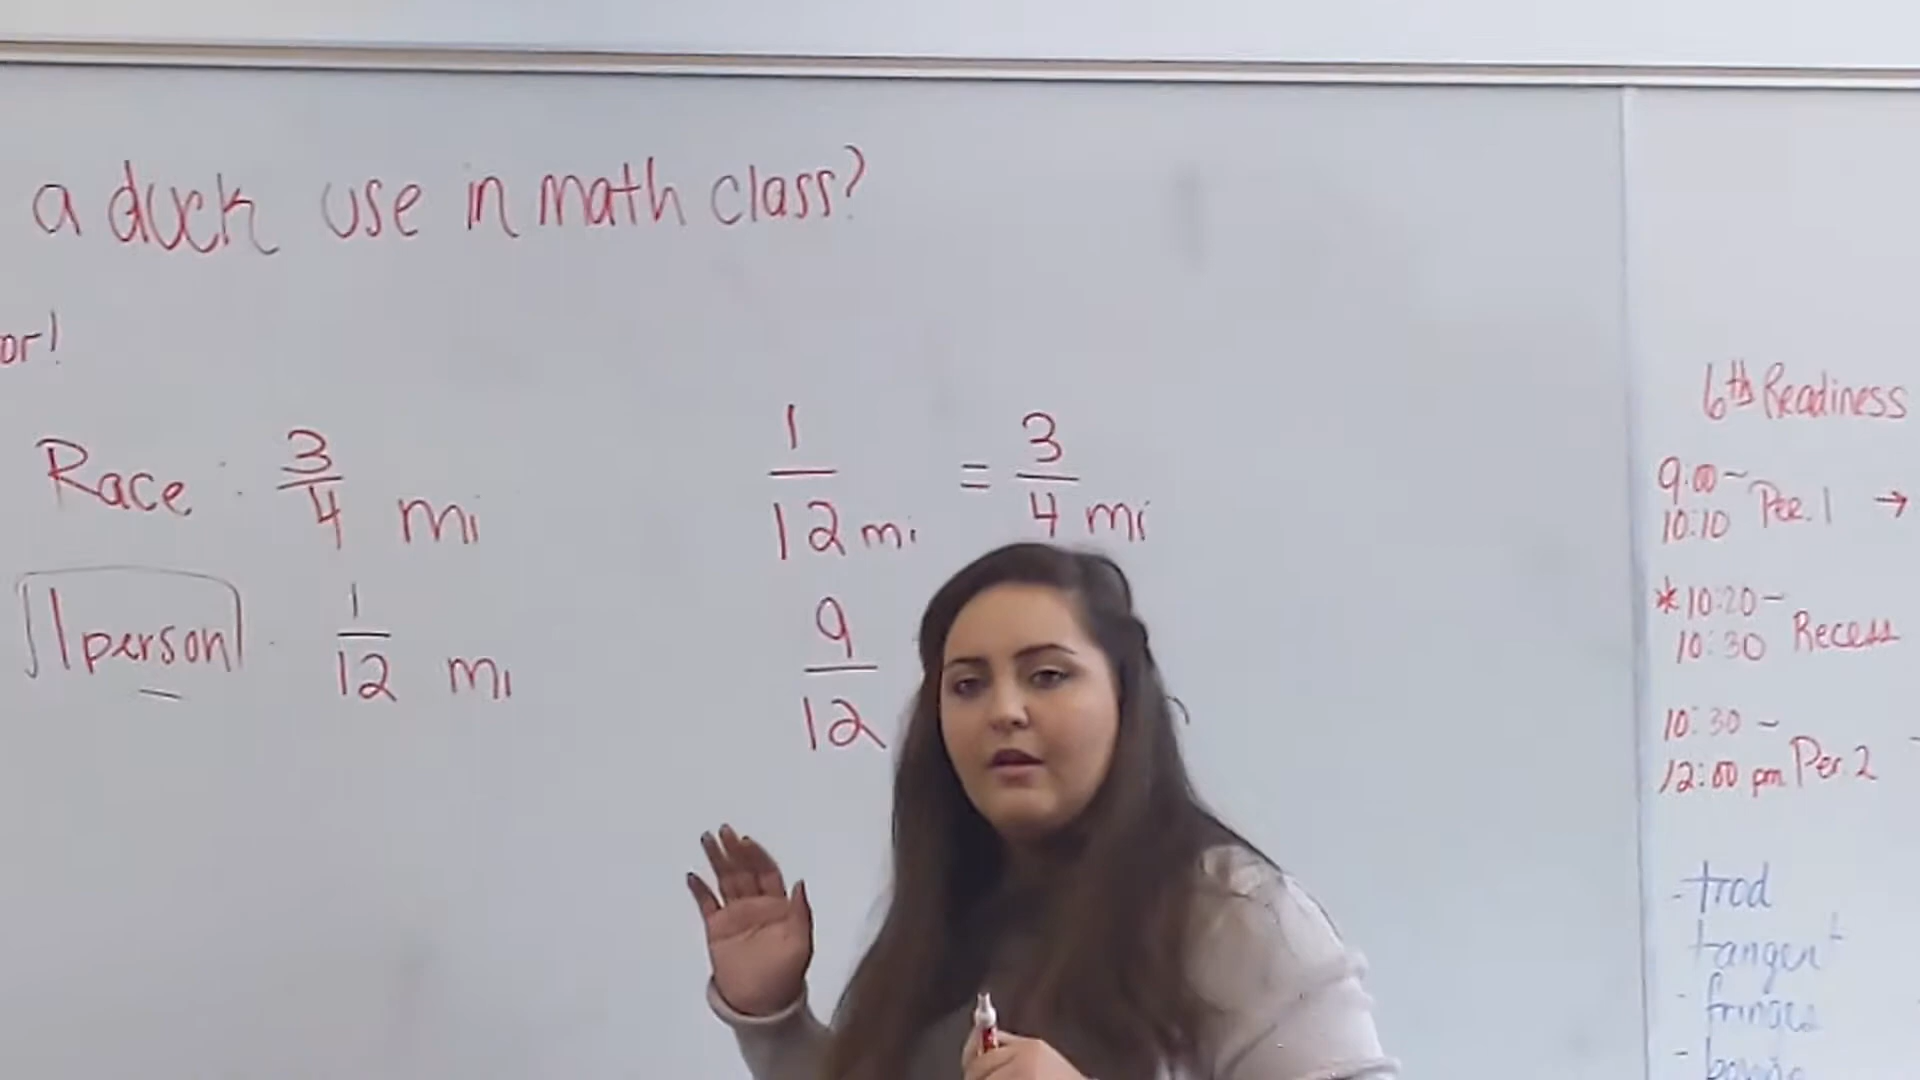 a duck use in math class?
or!
Race : 3/4 mi
1 person 1/12 mi
1/12 mi = 3/4 mi
9/12
6th Readiness
9:00 –
10:10 Per. 1 →
* 10:20 –
10:30 Recess
10:30 –
12:00 pm Per. 2
- trod
tangent
- fringes